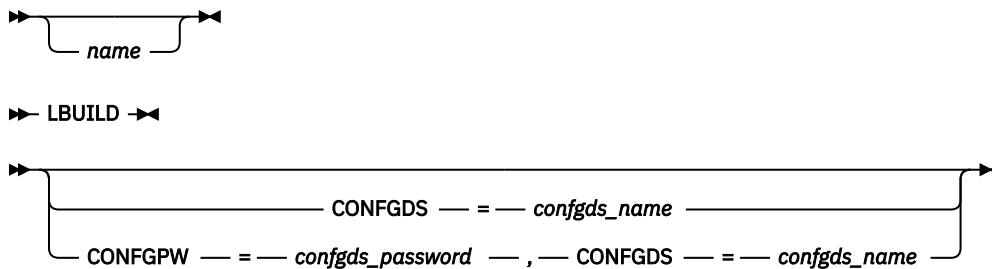 name
LBUILD
CONFGDS = confgds_name
CONFGPW = confgds_password , CONFGDS = confgds_name